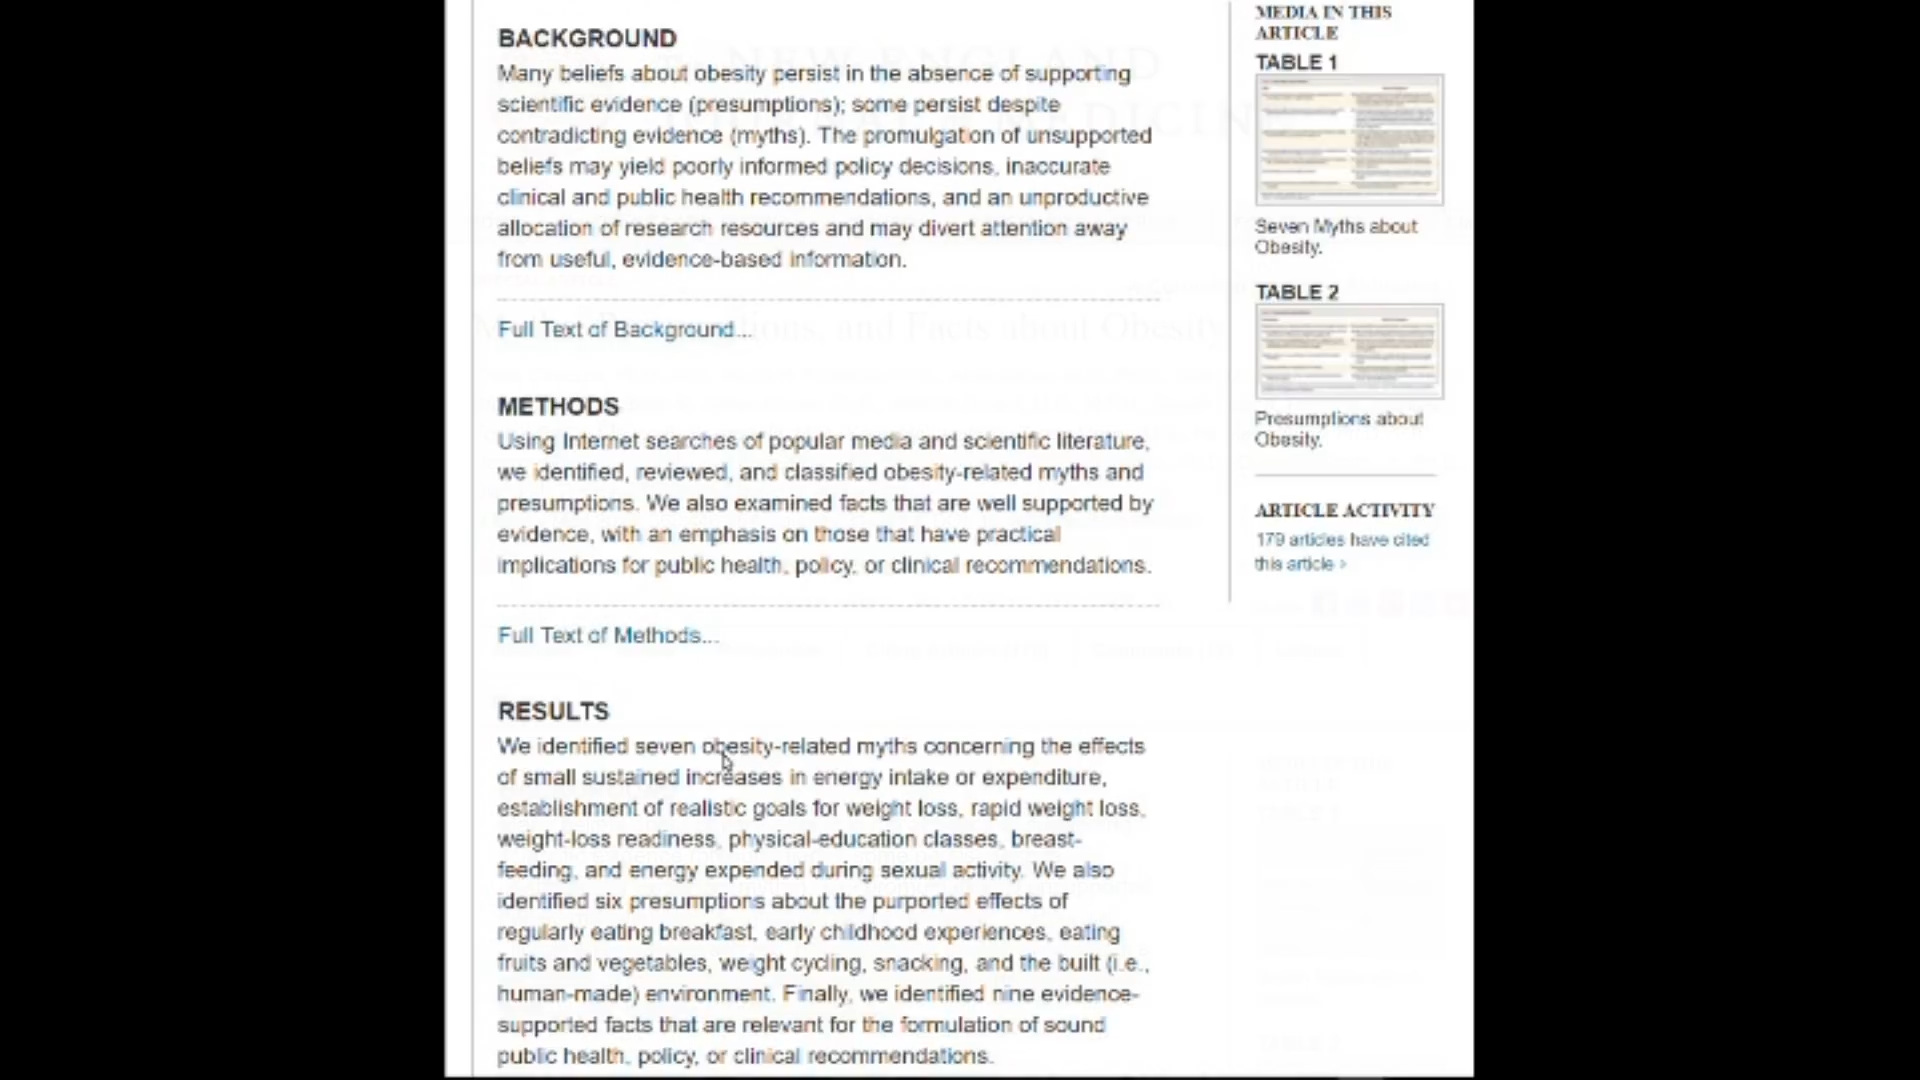 BACKGROUND
Many beliefs about obesity persist in the absence of supporting
scientific evidence (presumptions); some persist despite
contradicting evidence (myths). The promulgation of unsupported
beliefs may yield poorly informed policy decisions, inaccurate
clinical and public health recommendations, and an unproductive
allocation of research resources and may divert attention away
from useful, evidence-based information.
Full Text of Background...
METHODS
Using Internet searches of popular media and scientific literature,
we identified, reviewed, and classified obesity-related myths and
presumptions. We also examined facts that are well supported by
evidence, with an emphasis on those that have practical
implications for public health, policy, or clinical recommendations.
Full Text of Methods...
RESULTS
We identified seven obesity-related myths concerning the effects
of small sustained increases in energy intake or expenditure,
establishment of realistic goals for weight loss, rapid weight loss,
weight-loss readiness, physical-education classes, breast-
feeding, and energy expended during sexual activity. We also
identified six presumptions about the purported effects of
regularly eating breakfast, early childhood experiences, eating
fruits and vegetables, weight cycling, snacking, and the built (i.e.,
human-made) environment. Finally, we identified nine evidence-
supported facts that are relevant for the formulation of sound
public health, policy, or clinical recommendations.
MEDIA IN THIS
ARTICLE
TABLE 1
Seven Myths about
Obesity.
TABLE 2
Presumptions about
Obesity.
ARTICLE ACTIVITY
179 articles have cited
this article >
NEW ENGLAND
JOURNAL of MEDICINE
and Facts about Obesity